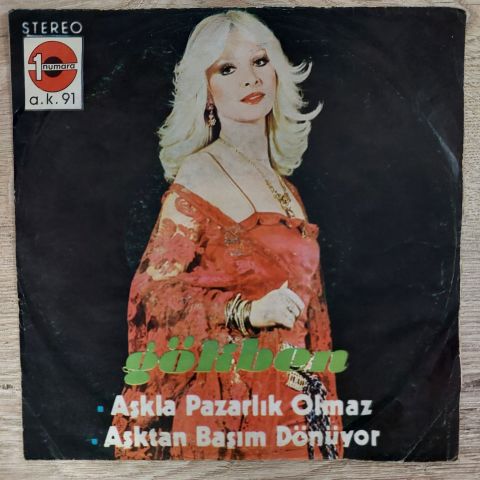 STEREO
1 numara
a.k. 91
gökben
Aşkla Pazarlık Olmaz
Aşktan Başım Dönüyor